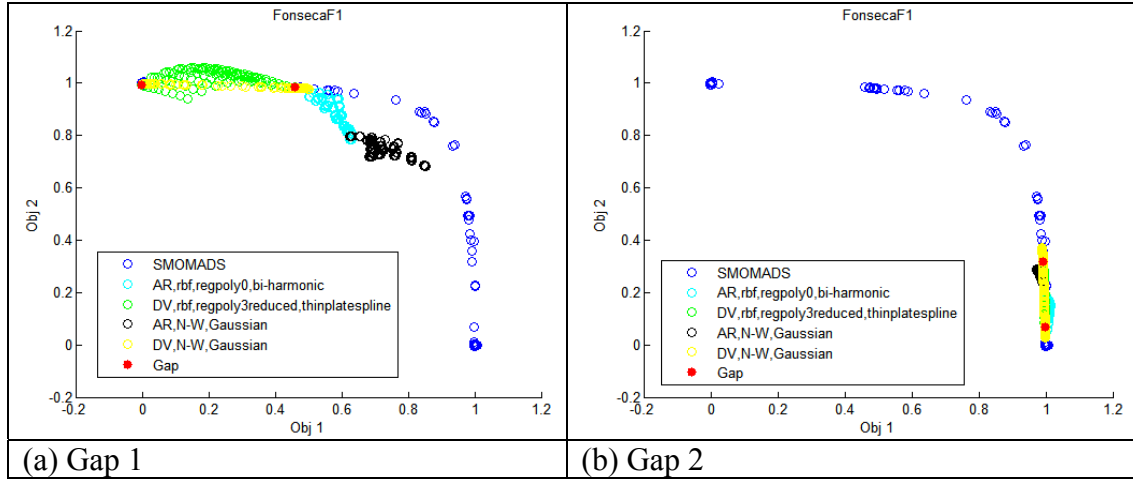 FonsecaF1
1.2
1
0.8
0.6
0.4
0.2
0
-0.2
Obj 2
SMOMADS
AR,rbf,regpoly0,bi-harmonic
DV,rbf,regpoly3reduced,thinplatespline
AR,N-W,Gaussian
DV,N-W,Gaussian
Gap
-0.2 0 0.2 0.4 0.6 0.8 1 1.2
Obj 1
(a) Gap 1
FonsecaF1
1.2
1
0.8
0.6
0.4
0.2
0
-0.2
Obj 2
SMOMADS
AR,rbf,regpoly0,bi-harmonic
DV,rbf,regpoly3reduced,thinplatespline
AR,N-W,Gaussian
DV,N-W,Gaussian
Gap
-0.2 0 0.2 0.4 0.6 0.8 1 1.2
Obj 1
(b) Gap 2